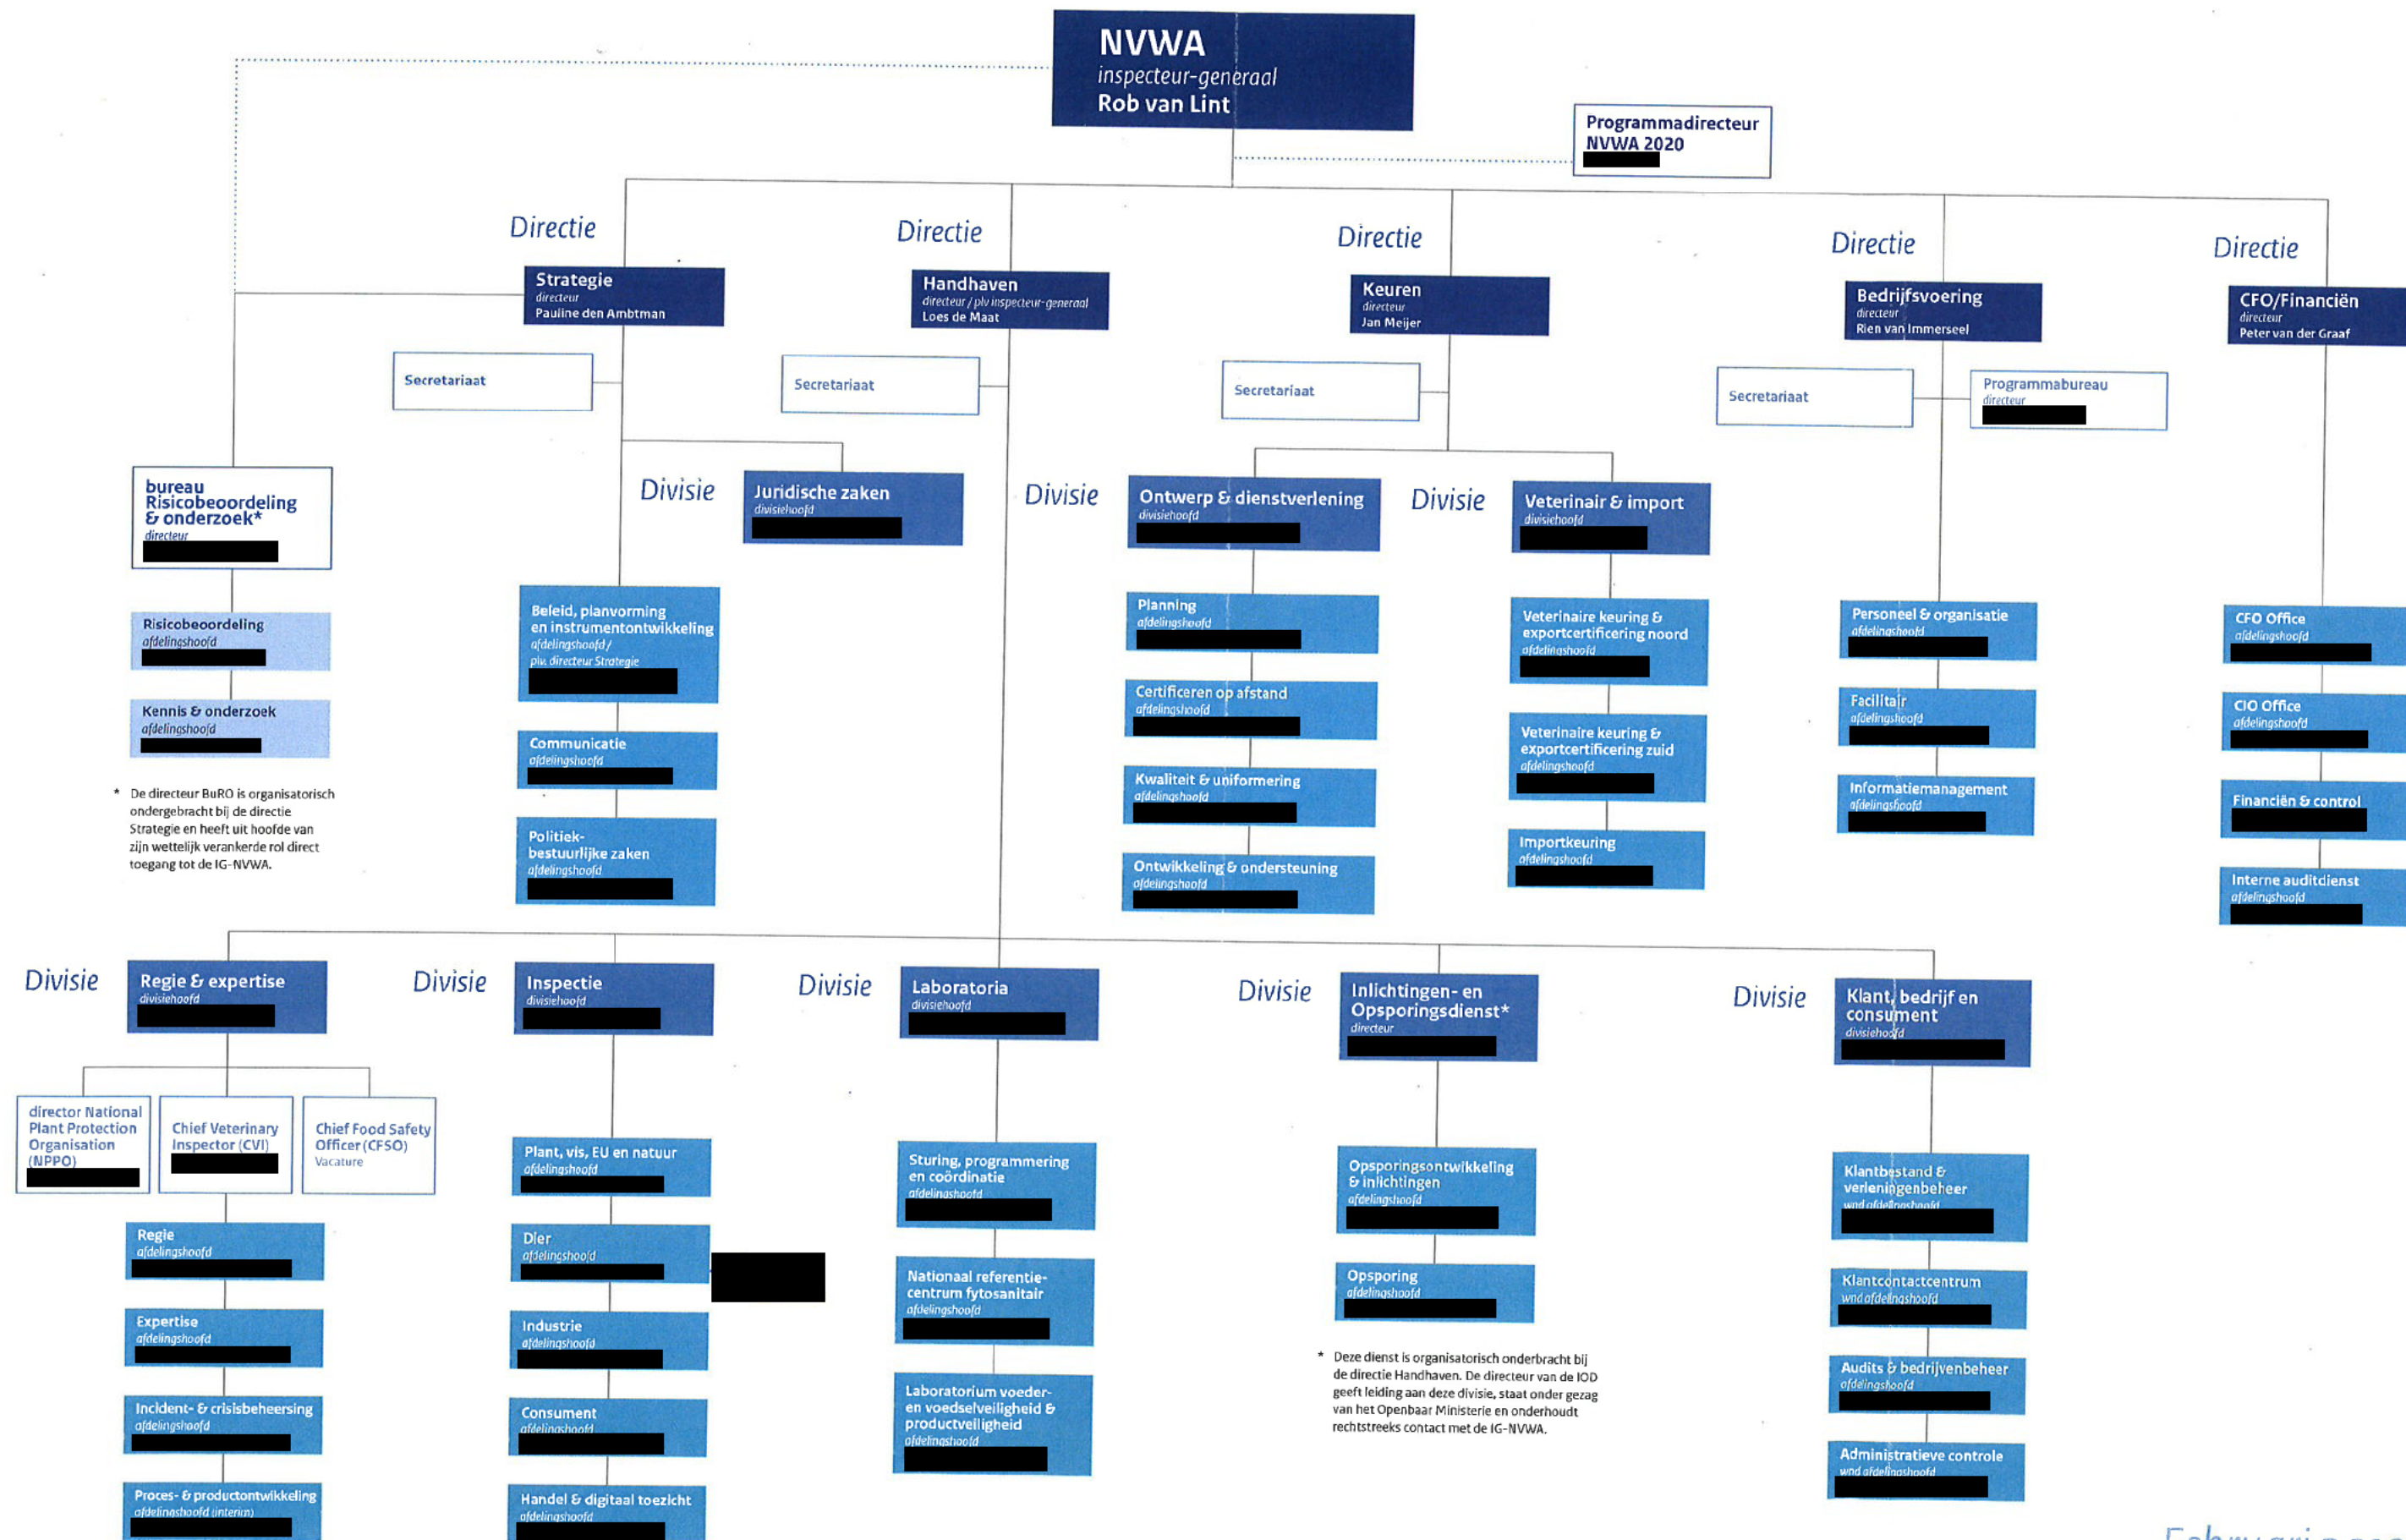 NVWA
inspecteur-generaal
Rob van Lint
Programmadirecteur
NVWA 2020
Directie
Directie
Directie
Directie
Directie
Strategie
directeur
Pauline den Ambtman
Handhaven
directeur / plv inspecteur-generaal
Loes de Maat
Keuren
directeur
Jan Meijer
Bedrijfsvoering
directeur
Rien van Immerseel
CFO/Financiën
directeur
Peter van der Graaf
Secretariaat
Secretariaat
Secretariaat
Secretariaat
Programmabureau
directeur
bureau
Risicobeoordeling
& onderzoek*
directeur
Risicobeoordeling
afdelingshoofd
Kennis & onderzoek
afdelingshoofd
* De directeur BuRO is organisatorisch
ondergebracht bij de directie
Strategie en heeft uit hoofde van
zijn wettelijk verankerde rol direct
toegang tot de IG-NVWA.
Divisie
Juridische zaken
divisiehoofd
Beleid, planvorming
en instrumentontwikkeling
afdelingshoofd /
plv. directeur Strategie
Communicatie
afdelingshoofd
Politiek-
bestuurlijke zaken
afdelingshoofd
Divisie
Ontwerp & dienstverlening
divisiehoofd
Planning
afdelingshoofd
Certificeren op afstand
afdelingshoofd
Kwaliteit & uniformering
afdelingshoofd
Ontwikkeling & ondersteuning
afdelingshoofd
Divisie
Veterinair & import
divisiehoofd
Veterinaire keuring &
exportcertificering noord
afdelingshoofd
Veterinaire keuring &
exportcertificering zuid
afdelingshoofd
Importkeuring
afdelingshoofd
Personeel & organisatie
afdelingshoofd
Facilitair
afdelingshoofd
Informatiemanagement
afdelingshoofd
CFO Office
afdelingshoofd
CIO Office
afdelingshoofd
Financiën & control
Interne auditdienst
afdelingshoofd
Divisie
Regie & expertise
divisiehoofd
director National
Plant Protection
Organisation
(NPPO)
Chief Veterinary
Inspector (CVI)
Chief Food Safety
Officer (CFSO)
Vacature
Regie
afdelingshoofd
Expertise
afdelingshoofd
Incident- & crisisbeheersing
afdelingshoofd
Proces- & productontwikkeling
afdelingshoofd (interim)
Divisie
Inspectie
divisiehoofd
Plant, vis, EU en natuur
afdelingshoofd
Dier
afdelingshoofd
Industrie
afdelingshoofd
Consument
afdelingshoofd
Handel & digitaal toezicht
afdelingshoofd
Divisie
Laboratoria
divisiehoofd
Sturing, programmering
en coördinatie
afdelingshoofd
Nationaal referentie-
centrum fytosanitair
afdelingshoofd
Laboratorium voeder-
en voedselveiligheid &
productveiligheid
afdelingshoofd
Divisie
Inlichtingen- en
Opsporingsdienst*
directeur
Opsporingsontwikkeling
& inlichtingen
afdelingshoofd
Opsporing
afdelingshoofd
* Deze dienst is organisatorisch onderbracht bij
de directie Handhaven. De directeur van de IOD
geeft leiding aan deze divisie, staat onder gezag
van het Openbaar Ministerie en onderhoudt
rechtstreeks contact met de IG-NVWA.
Divisie
Klant, bedrijf en
consument
divisiehoofd
Klantbestand &
verleningenbeheer
wnd afdelingshoofd
Klantcontactcentrum
wnd afdelingshoofd
Audits & bedrijvenbeheer
afdelingshoofd
Administratieve controle
wnd afdelingshoofd
Februari